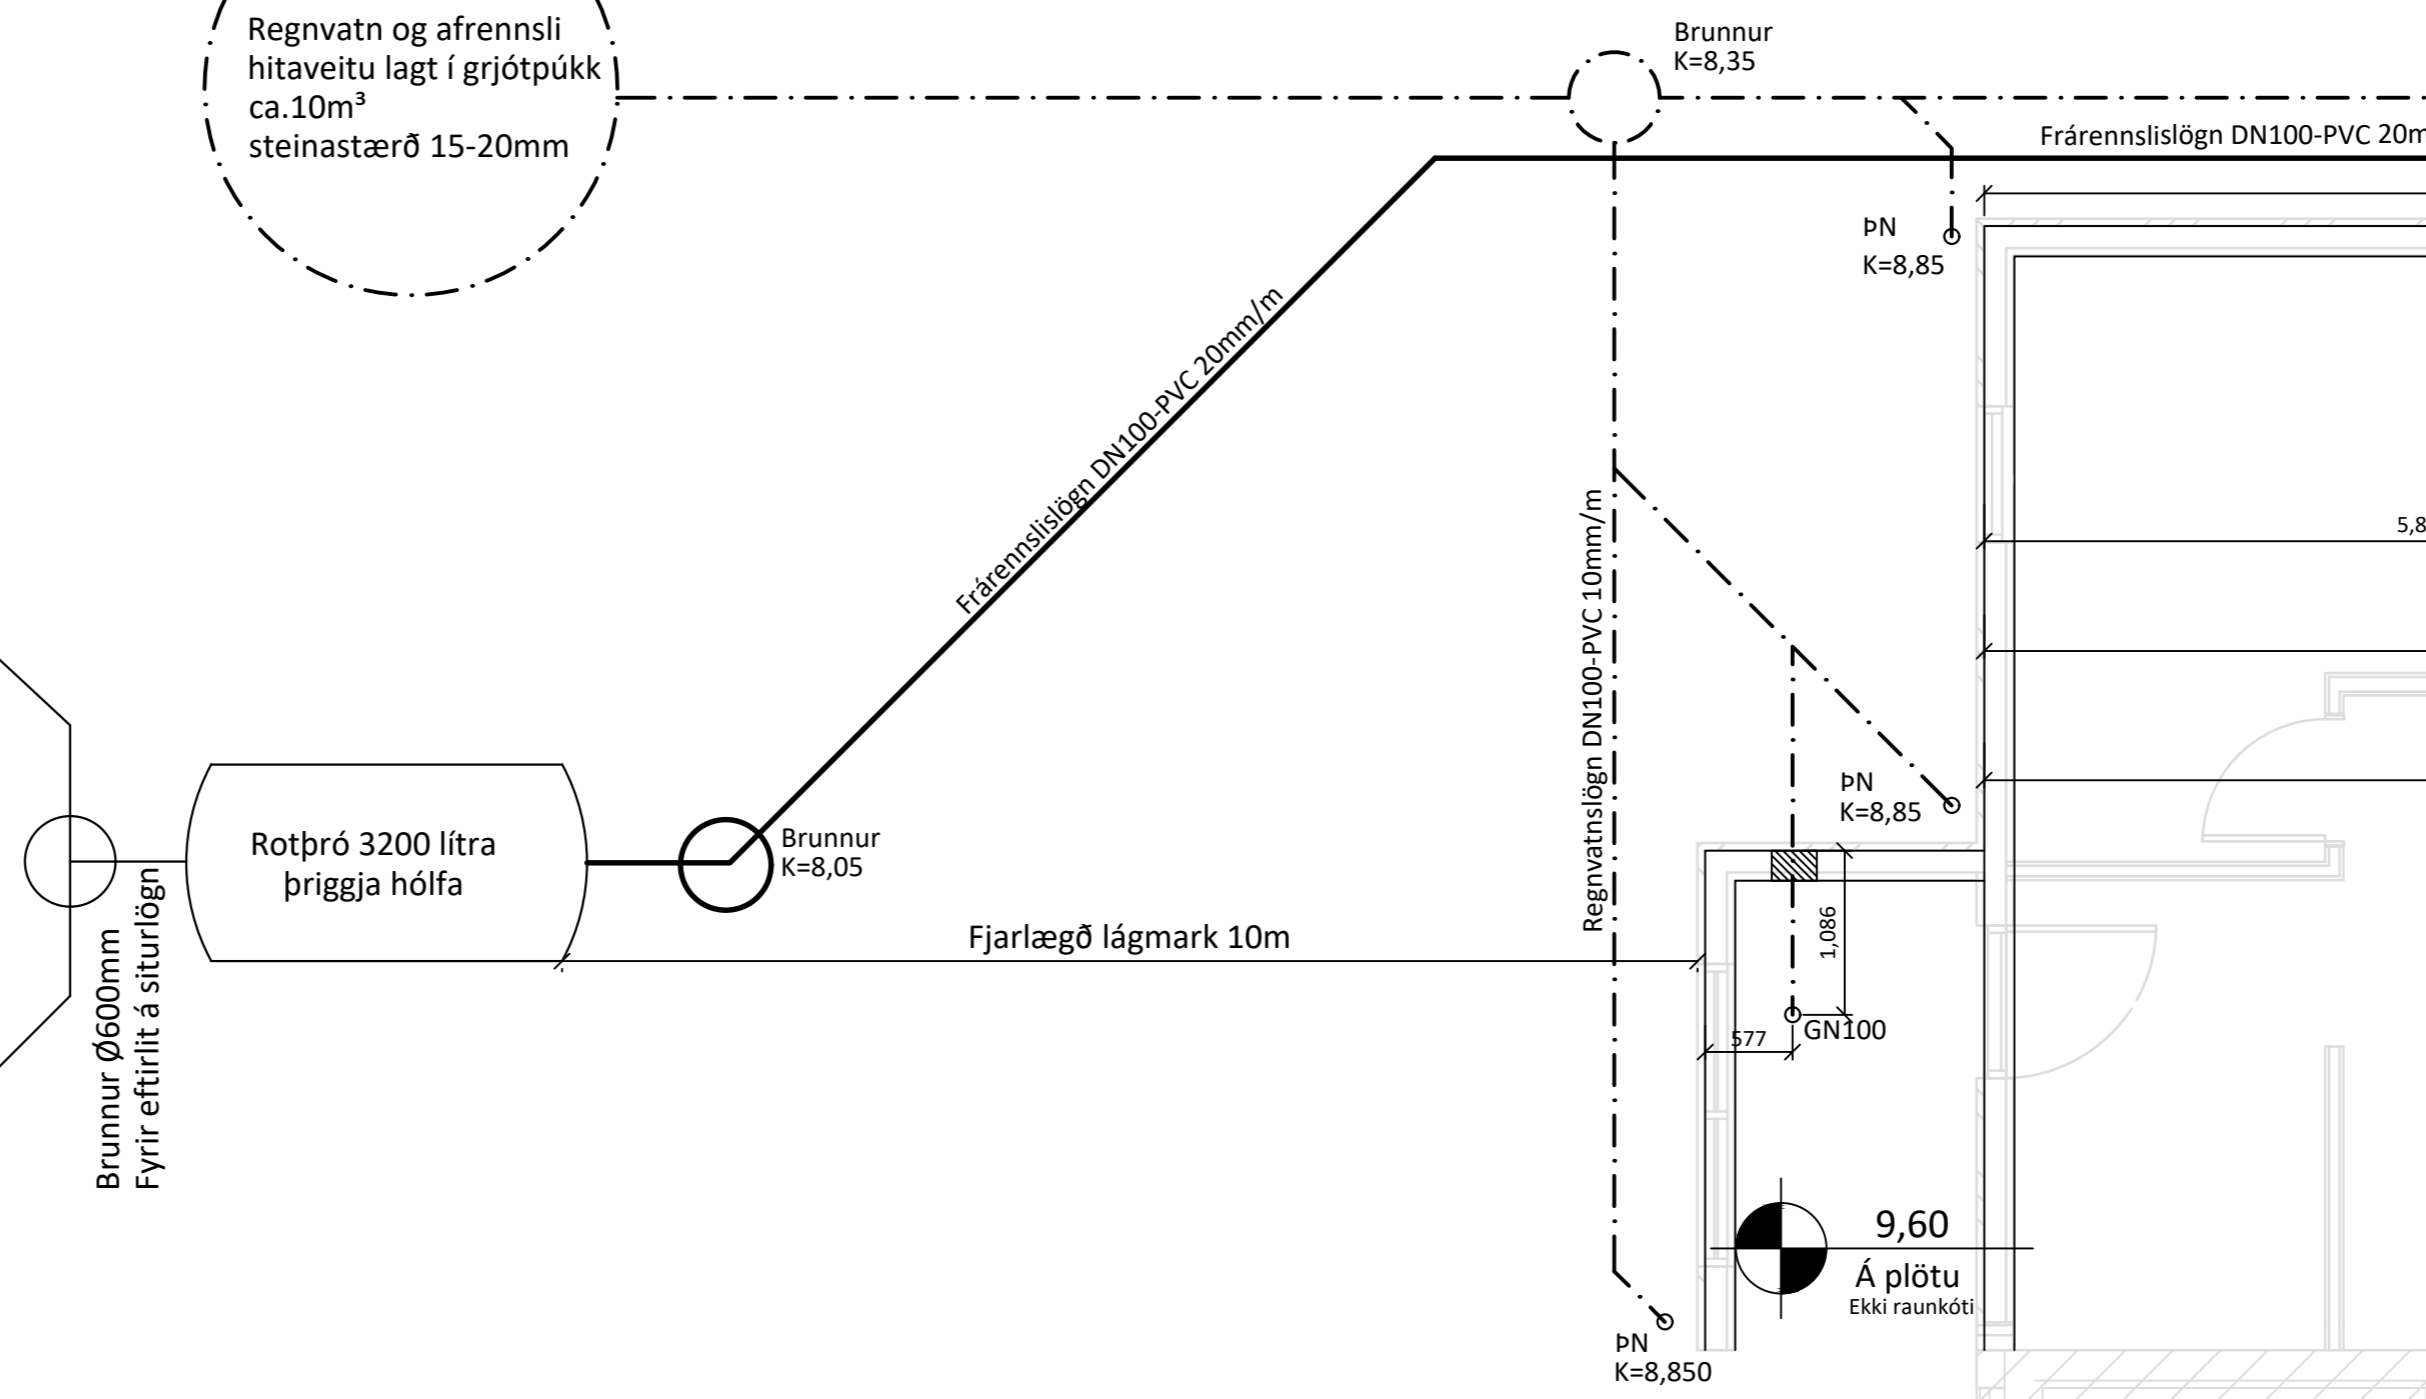 Regnvatn og afrennsli
hitaveitu lagt í grjótpúkk
ca.10m³
steinastærð 15-20mm
Brunnur
K=8,35
Frárennslislögn DN100-PVC 20m
ÞN
K=8,85
Frárennslislögn DN100-PVC 20mm/m
Regnvatnslögn DN100-PVC 10mm/m
5,8
ÞN
K=8,85
Rotþró 3200 lítra
þriggja hólfa
Brunnur
K=8,05
Brunnur Ø600mm
Fyrir eftirlit á siturlögn
Fjarlægð lágmark 10m
1,086
577
GN100
9,60
Á plötu
Ekki raunkóti
ÞN
K=8,850